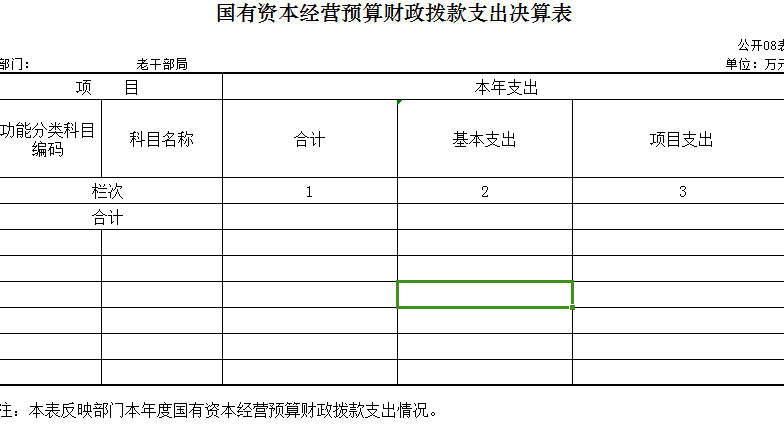 国有资本经营预算财政拨款支出决算表
公开08表
部门： 老干部局 单位：万元
项 目 本年支出
功能分类科目
编码 科目名称 合计 基本支出 项目支出
栏次 1 2 3
合计
注：本表反映部门本年度国有资本经营预算财政拨款支出情况。